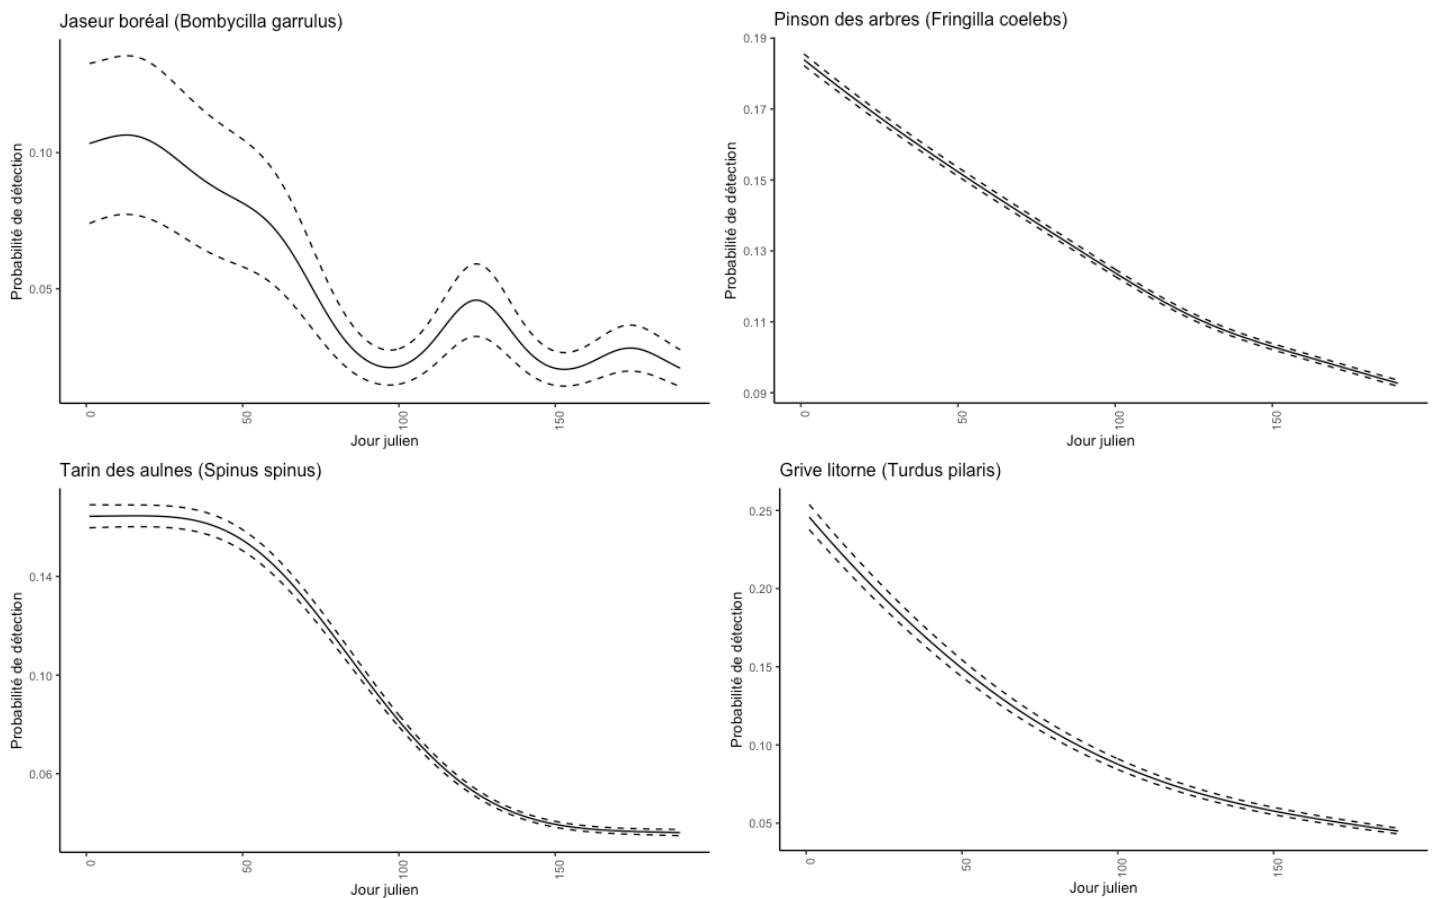 Jaseur boréal (Bombycilla garrulus)
Probabilité de détection
0.10
0.05
0
50
100
150
Jour julien
Pinson des arbres (Fringilla coelebs)
Probabilité de détection
0.19
0.17
0.15
0.13
0.11
0.09
0
50
100
150
Jour julien
Tarin des aulnes (Spinus spinus)
Probabilité de détection
0.14
0.10
0.06
0
50
100
150
Jour julien
Grive litorne (Turdus pilaris)
Probabilité de détection
0.25
0.20
0.15
0.10
0.05
0
50
100
150
Jour julien